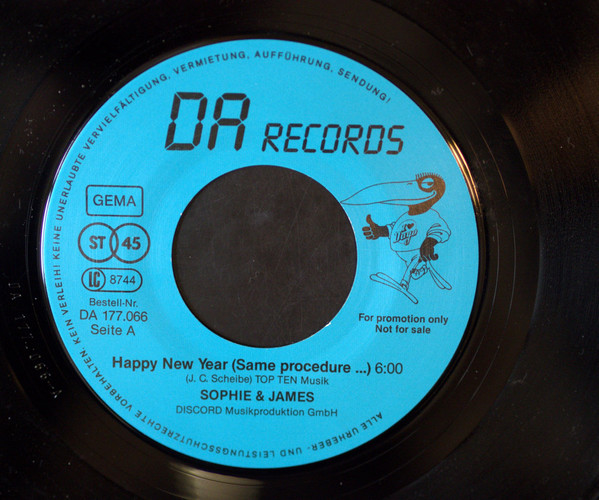 ALLE URHEBER- UND LEISTUNGSSCHUTZRECHTE VORBEHALTEN. KEIN VERLEIH! KEINE UNERLAUBTE VERVIELFÄLTIGUNG, VERMIETUNG, AUFFÜHRUNG, SENDUNG!
DA RECORDS
GEMA
ST 45
LC 8744
Bestell-Nr.
DA 177.066
Seite A
I
Daga
For promotion only
Not for sale
Happy New Year (Same procedure ...) 6:00
(J. C. Scheibe) TOP TEN Musik
SOPHIE & JAMES
DISCORD Musikproduktion GmbH